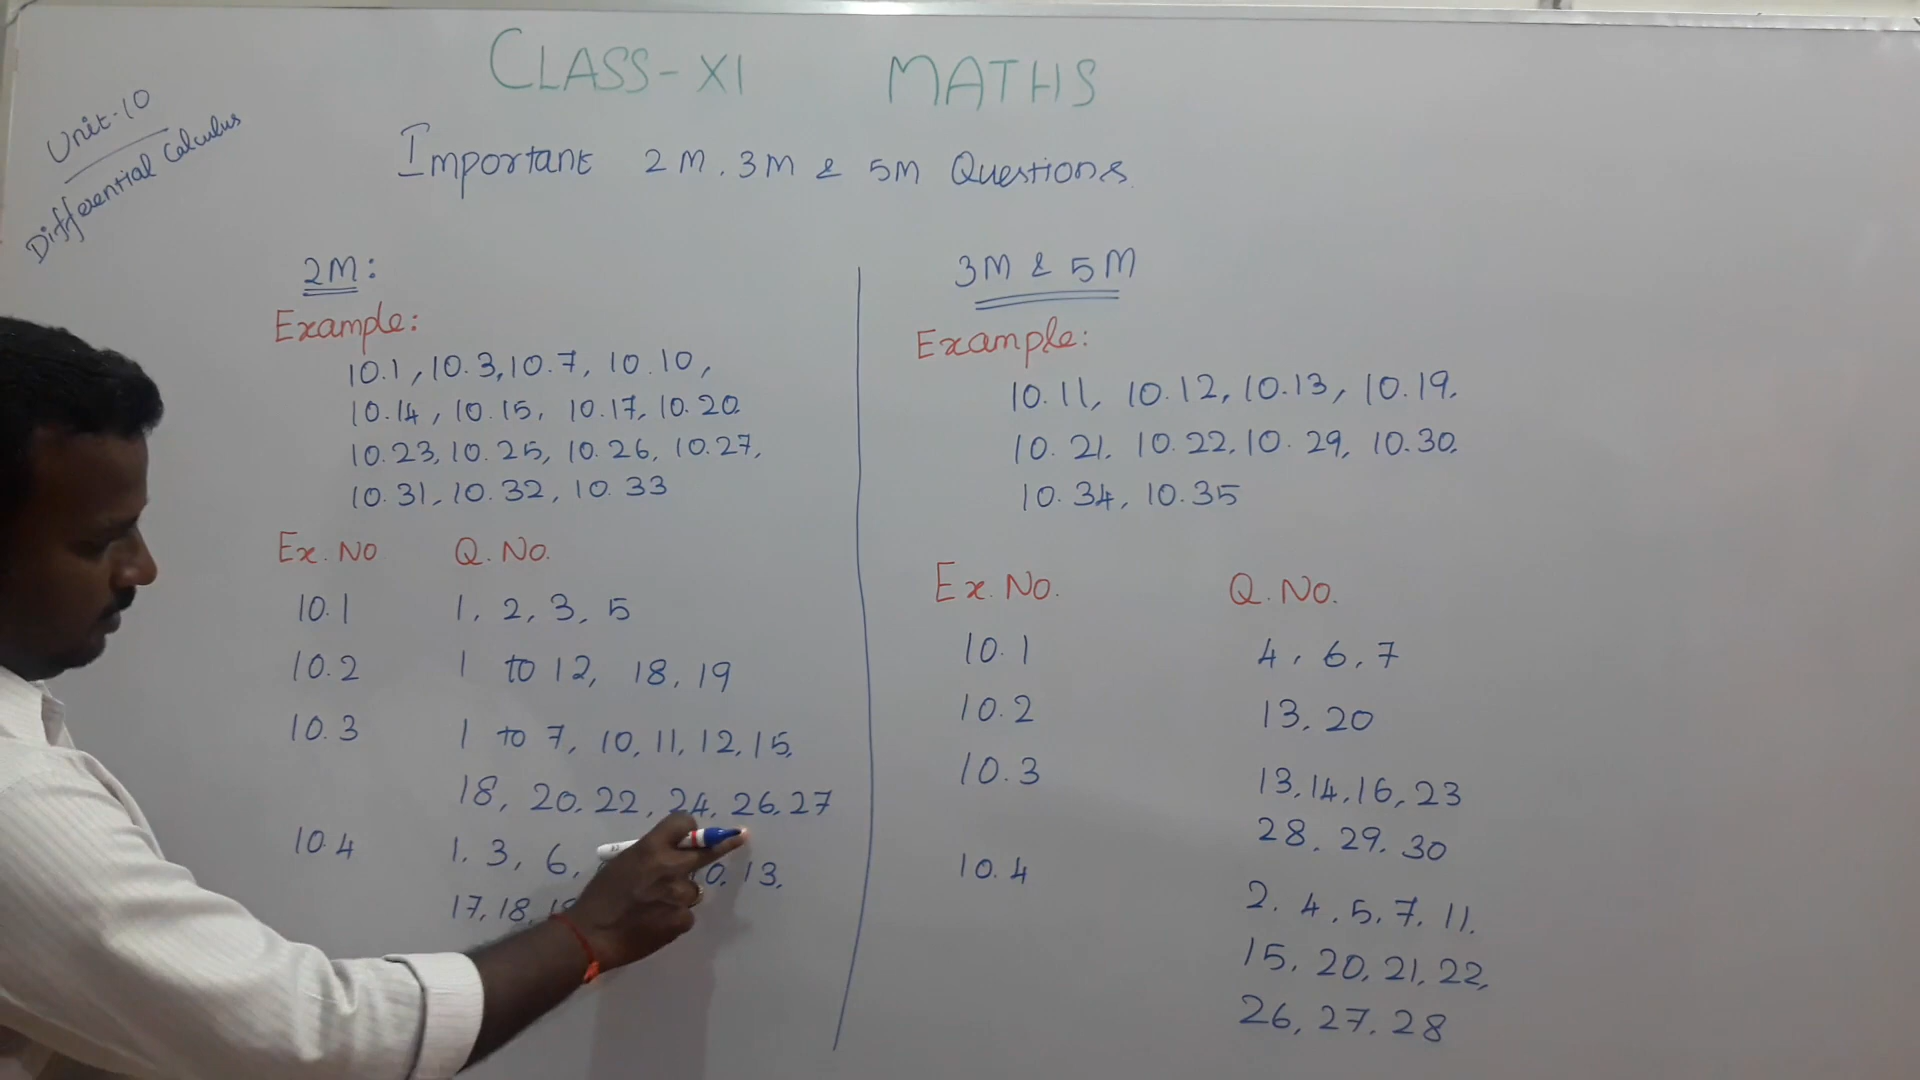 CLASS-XI MATHS
Unit-10
Differential Calculus
Important 2M, 3M & 5M Questions
2M:
Example:
10.1, 10.3, 10.7, 10.10,
10.14, 10.15, 10.17, 10.20
10.23, 10.25, 10.26, 10.27,
10.31, 10.32, 10.33
Ex. No Q. No.
10.1 1, 2, 3, 5
10.2 1 to 12, 18, 19
10.3 1 to 7, 10, 11, 12, 15,
18, 20, 22, 24, 26, 27
10.4 1, 3, 6, 13,
17, 18,
3M & 5M
Example:
10.11, 10.12, 10.13, 10.19,
10.21, 10.22, 10.29, 10.30,
10.34, 10.35
Ex. No. Q. No.
10.1 4, 6, 7
10.2 13, 20
10.3 13, 14, 16, 23
28, 29, 30
10.4 2, 4, 5, 7, 11,
15, 20, 21, 22,
26, 27, 28